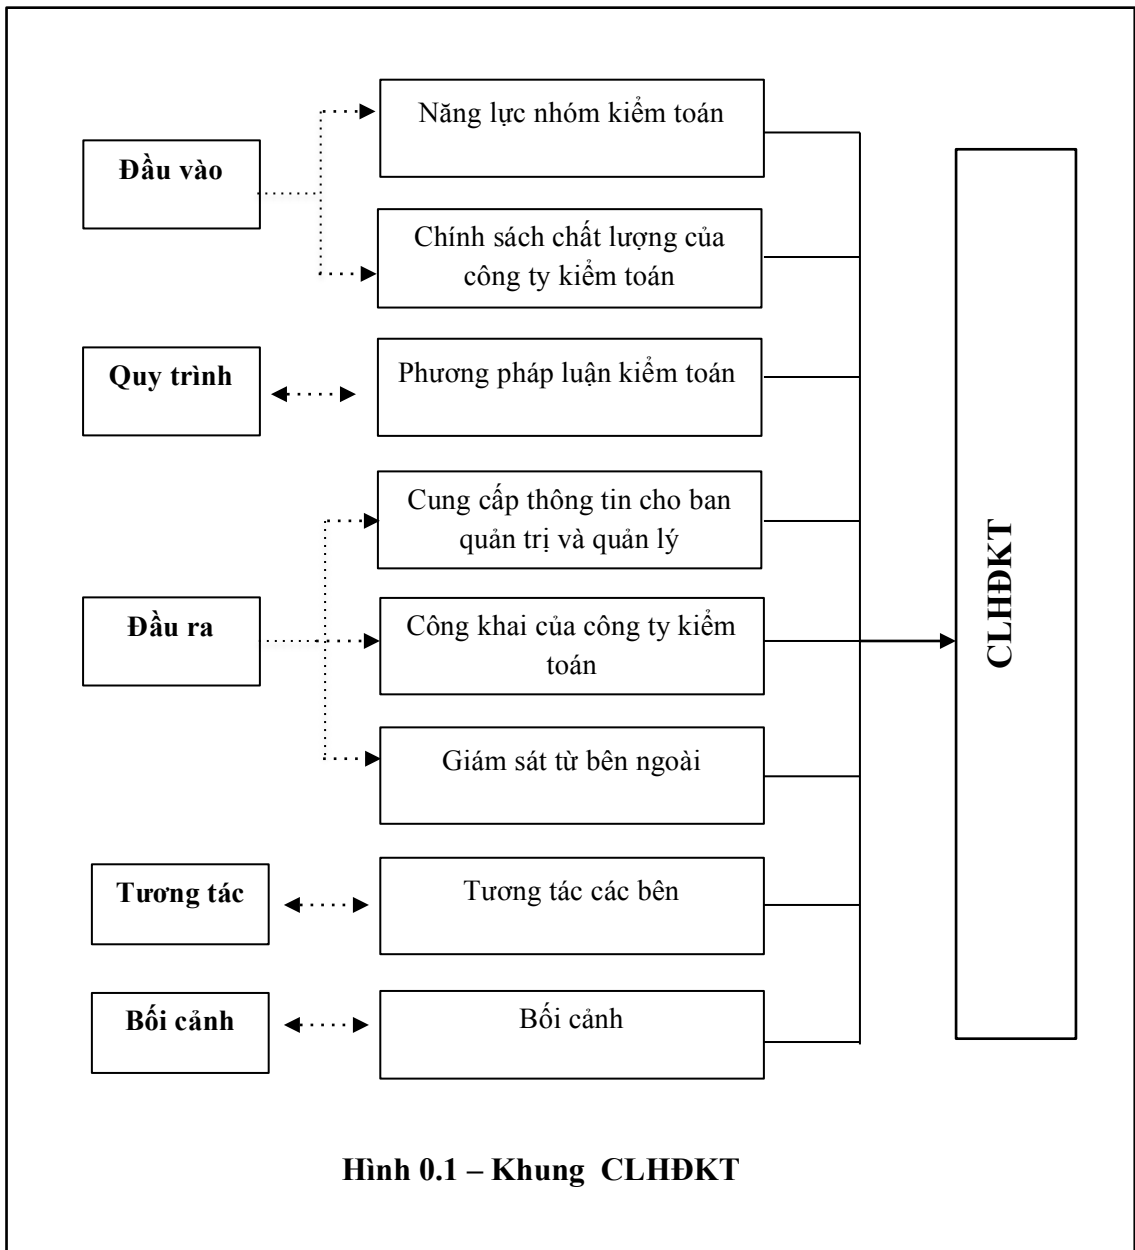 Đầu vào
Năng lực nhóm kiểm toán
Chính sách chất lượng của
công ty kiểm toán
Quy trình
Phương pháp luận kiểm toán
Đầu ra
Cung cấp thông tin cho ban
quản trị và quản lý
Công khai của công ty kiểm
toán
Giám sát từ bên ngoài
Tương tác
Tương tác các bên
Bối cảnh
Bối cảnh
CLHĐKT
Hình 0.1 – Khung CLHĐKT